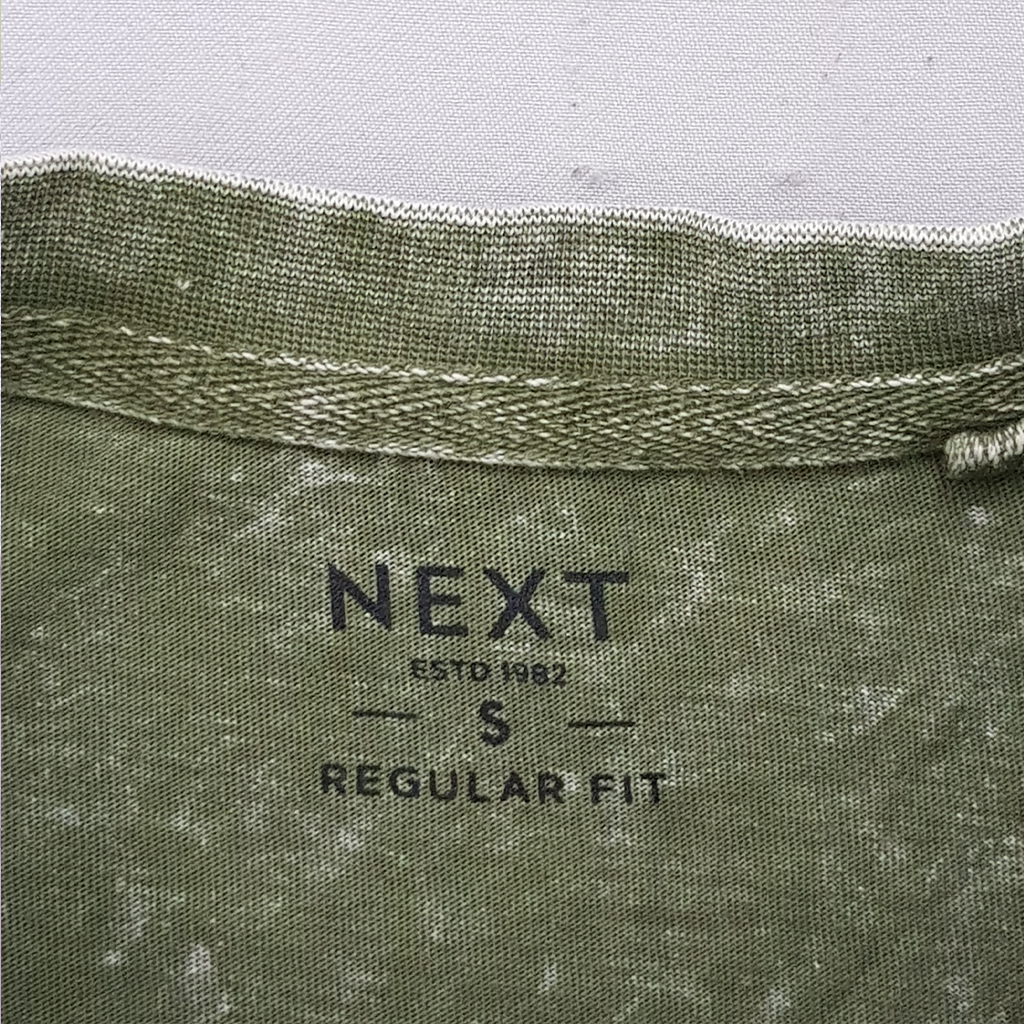 NEXT
ESTD 1982
— S —
REGULAR FIT